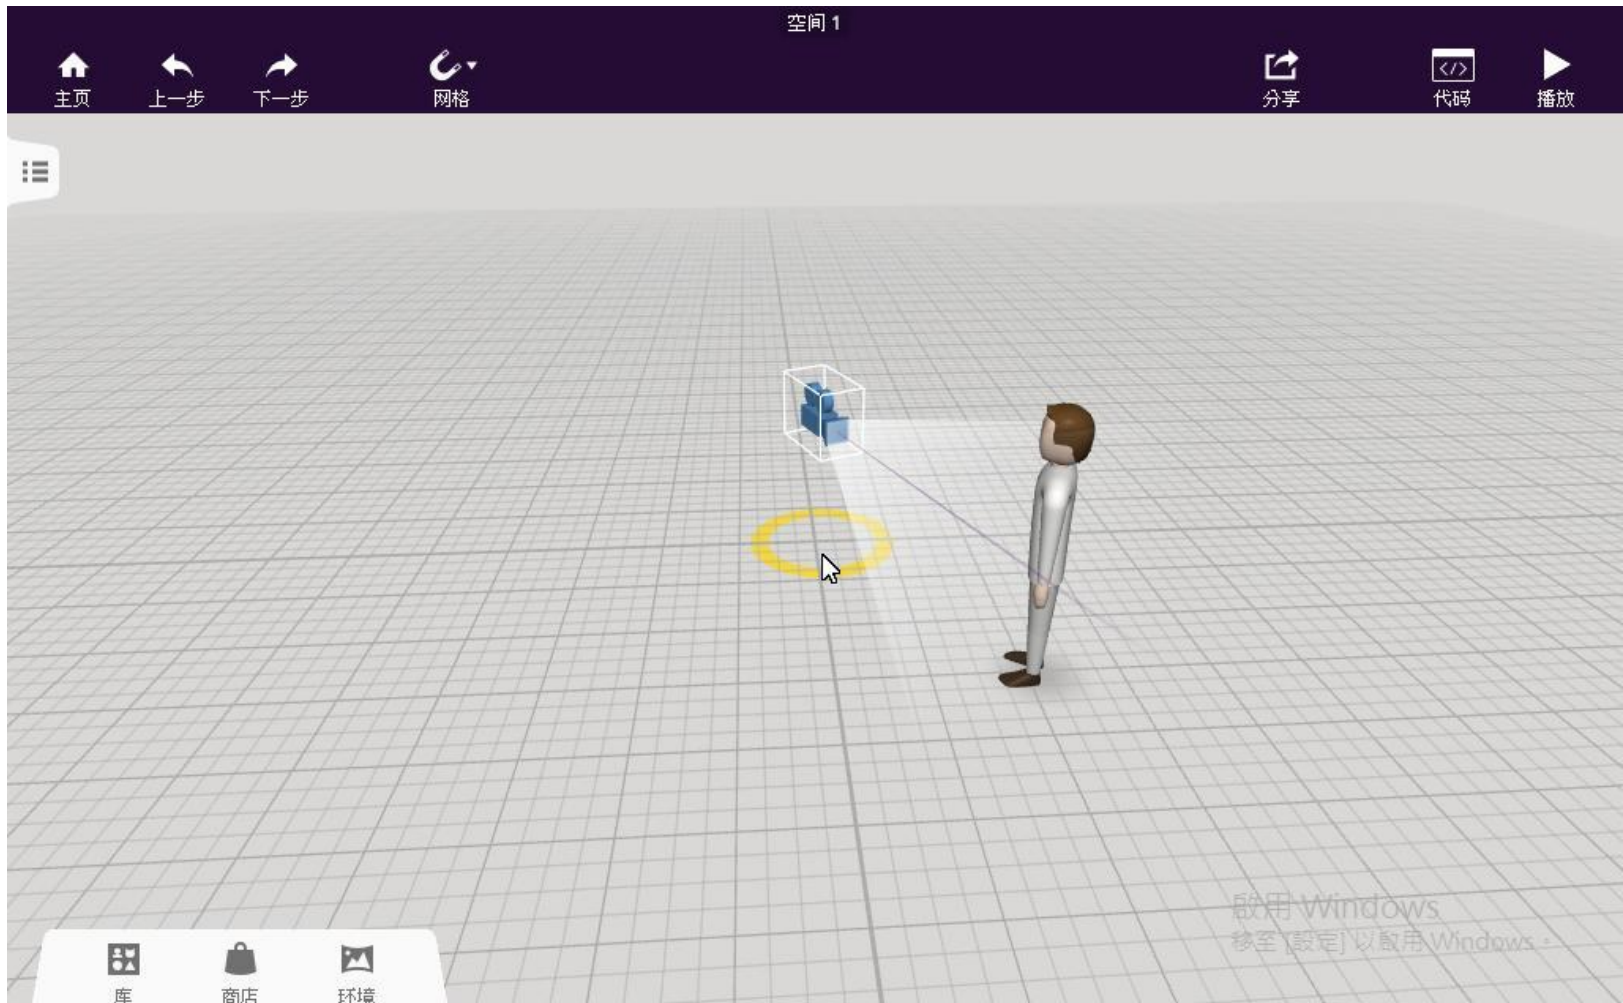 空间 1
主页
上一步
下一步
网格
分享
代码
播放
啟用 Windows
移至 [設定] 以啟用 Windows。
库
商店
环境